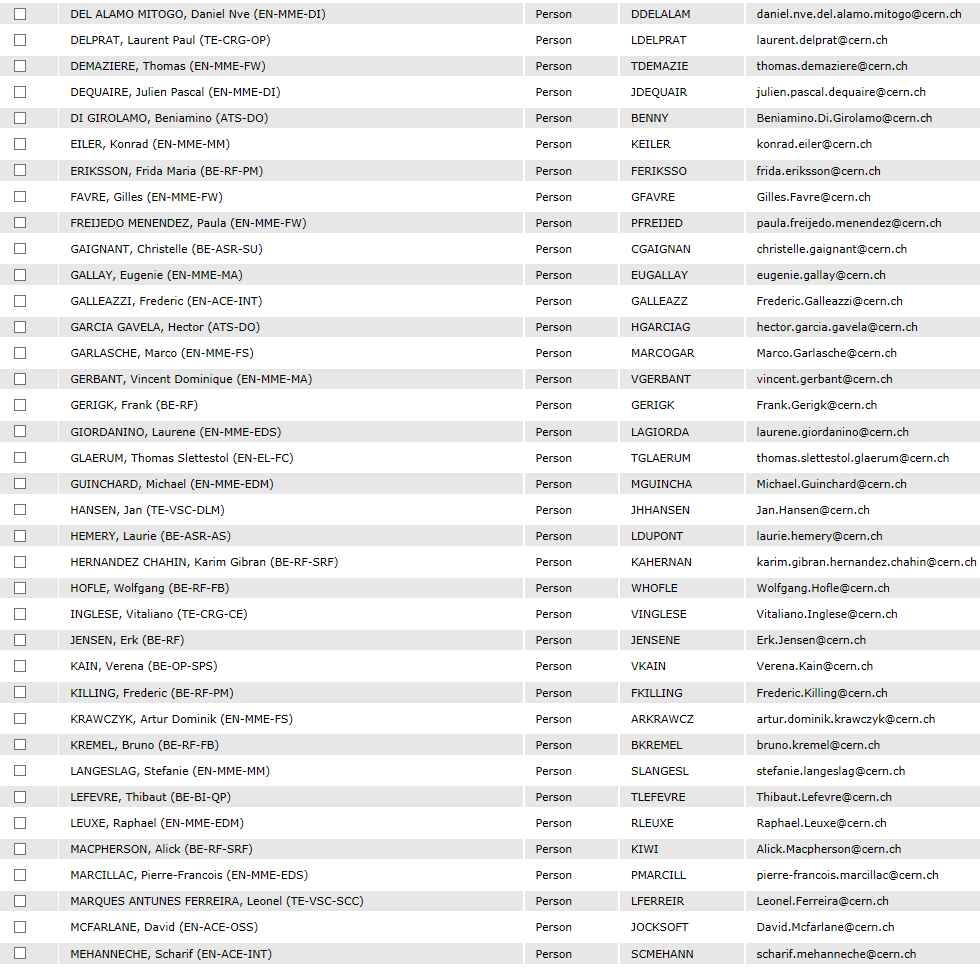 DEL ALAMO MITOGO, Daniel Nve (EN-MME-DI) Person DDELALAM daniel.nve.del.alamo.mitogo@cern.ch
DELPRAT, Laurent Paul (TE-CRG-OP) Person LDELPRAT laurent.delprat@cern.ch
DEMAZIERE, Thomas (EN-MME-FW) Person TDEMAZIE thomas.demaziere@cern.ch
DEQUAIRE, Julien Pascal (EN-MME-DI) Person JDEQUAIR julien.pascal.dequaire@cern.ch
DI GIROLAMO, Beniamino (ATS-DO) Person BENNY Beniamino.Di.Girolamo@cern.ch
EILER, Konrad (EN-MME-MM) Person KEILER konrad.eiler@cern.ch
ERIKSSON, Frida Maria (BE-RF-PM) Person FERIKSSO frida.eriksson@cern.ch
FAVRE, Gilles (EN-MME-FW) Person GFAVRE Gilles.Favre@cern.ch
FREIJEDO MENENDEZ, Paula (EN-MME-FW) Person PFREIJED paula.freijedo.menendez@cern.ch
GAIGNANT, Christelle (BE-ASR-SU) Person CGAIGNAN christelle.gaignant@cern.ch
GALLAY, Eugenie (EN-MME-MA) Person EUGALLAY eugenie.gallay@cern.ch
GALLEAZZI, Frederic (EN-ACE-INT) Person GALLEAZZ Frederic.Galleazzi@cern.ch
GARCIA GAVELA, Hector (ATS-DO) Person HGARCIAG hector.garcia.gavela@cern.ch
GARLASCHE, Marco (EN-MME-FS) Person MARCOGAR Marco.Garlasche@cern.ch
GERBANT, Vincent Dominique (EN-MME-MA) Person VGERBANT vincent.gerbant@cern.ch
GERIGK, Frank (BE-RF) Person GERIGK Frank.Gerigk@cern.ch
GIORDANINO, Laurene (EN-MME-EDS) Person LAGIORDA laurene.giordanino@cern.ch
GLAERUM, Thomas Slettestol (EN-EL-FC) Person TGLAERUM thomas.slettestol.glaerum@cern.ch
GUINCHARD, Michael (EN-MME-EDM) Person MGUINCHA Michael.Guinchard@cern.ch
HANSEN, Jan (TE-VSC-DLM) Person JHHANSEN Jan.Hansen@cern.ch
HEMERY, Laurie (BE-ASR-AS) Person LDUPONT laurie.hemery@cern.ch
HERNANDEZ CHAHIN, Karim Gibran (BE-RF-SRF) Person KAHERNAN karim.gibran.hernandez.chahin@cern.ch
HOFLE, Wolfgang (BE-RF-FB) Person WHOFLE Wolfgang.Hofle@cern.ch
INGLESE, Vitaliano (TE-CRG-CE) Person VINGLESE Vitaliano.Inglese@cern.ch
JENSEN, Erk (BE-RF) Person JENSENE Erk.Jensen@cern.ch
KAIN, Verena (BE-OP-SPS) Person VKAIN Verena.Kain@cern.ch
KILLING, Frederic (BE-RF-PM) Person FKILLING Frederic.Killing@cern.ch
KRAWCZYK, Artur Dominik (EN-MME-FS) Person ARKRAWCZ artur.dominik.krawczyk@cern.ch
KREMEL, Bruno (BE-RF-FB) Person BKREMEL bruno.kremel@cern.ch
LANGESLAG, Stefanie (EN-MME-MM) Person SLANGESL stefanie.langeslag@cern.ch
LEFEVRE, Thibaut (BE-BI-QP) Person TLEFEVRE Thibaut.Lefevre@cern.ch
LEUXE, Raphael (EN-MME-EDM) Person RLEUXE Raphael.Leuxe@cern.ch
MACPHERSON, Alick (BE-RF-SRF) Person KIWI Alick.Macpherson@cern.ch
MARCILLAC, Pierre-Francois (EN-MME-EDS) Person PMARCILL pierre-francois.marcillac@cern.ch
MARQUES ANTUNES FERREIRA, Leonel (TE-VSC-SCC) Person LFERREIR Leonel.Ferreira@cern.ch
MCFARLANE, David (EN-ACE-OSS) Person JOCKSOFT David.Mcfarlane@cern.ch
MEHANNECHE, Scharif (EN-ACE-INT) Person SCMEHANN scharif.mehanneche@cern.ch